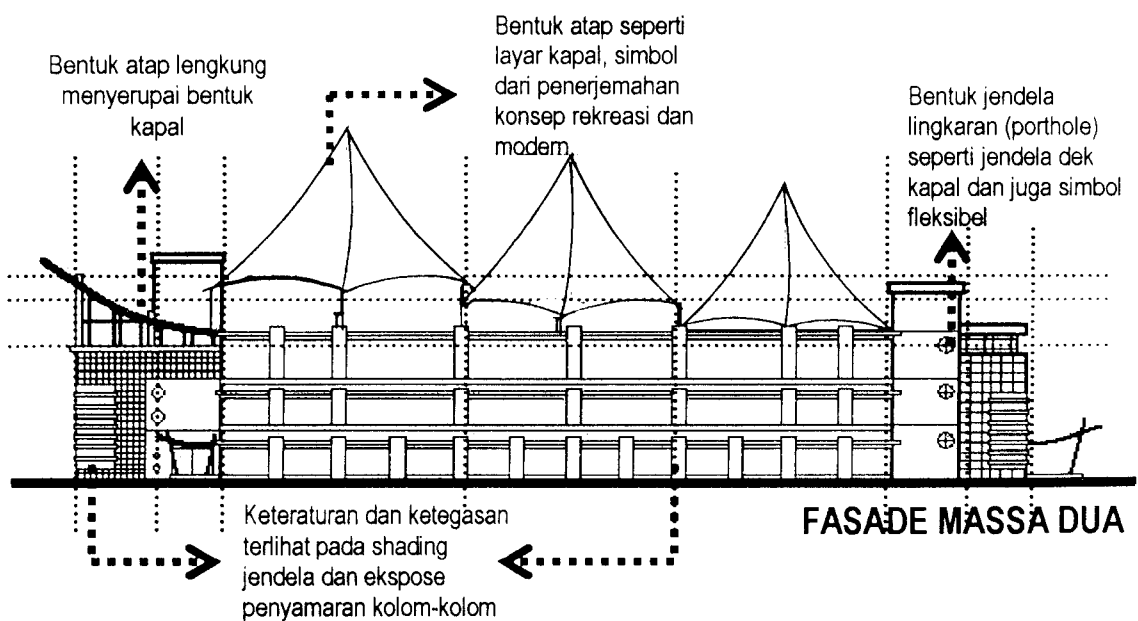 Bentuk atap lengkung
menyerupai bentuk
kapal
Bentuk atap seperti
layar kapal, simbol
dari penerjemahan
konsep rekreasi dan
modern
Bentuk jendela
lingkaran (porthole)
seperti jendela dek
kapal dan juga simbol
fleksibel
Keteraturan dan ketegasan
terlihat pada shading
jendela dan ekspose
penyamaran kolom-kolom
FASADE MASSA DUA